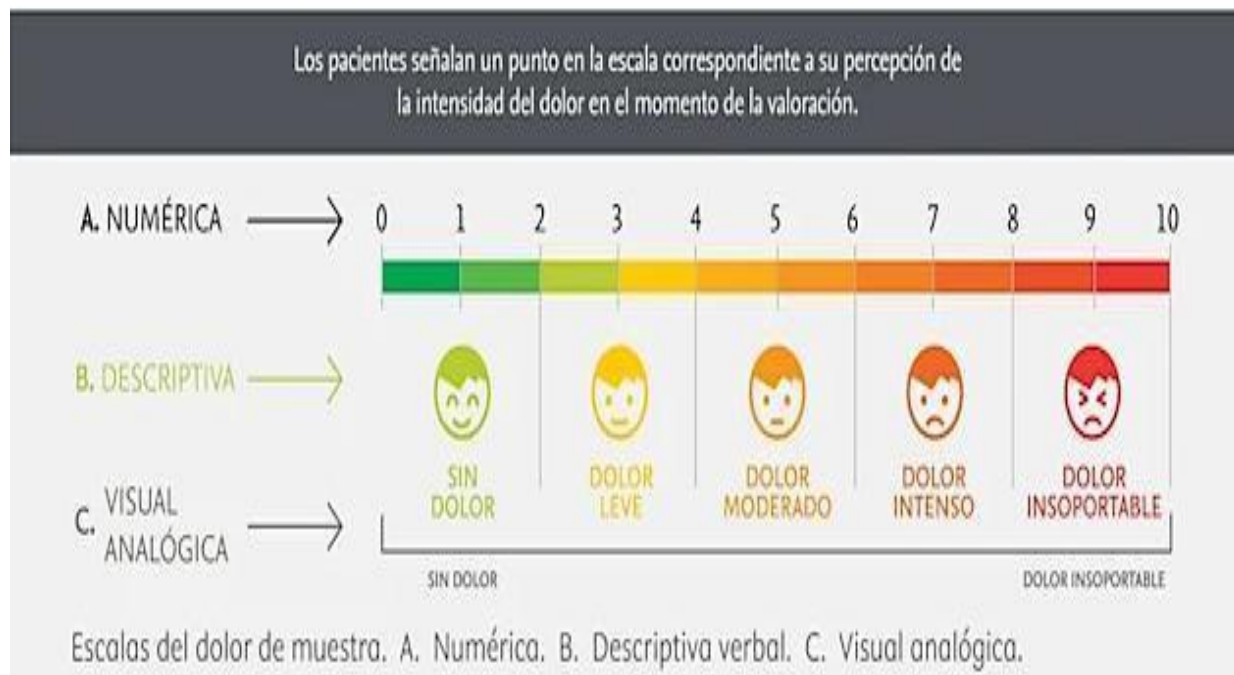 Los pacientes señalan un punto en la escala correspondiente a su percepción de
la intensidad del dolor en el momento de la valoración.
A. NUMÉRICA
0 1 2 3 4 5 6 7 8 9 10
B. DESCRIPTIVA
SIN
DOLOR
DOLOR
LEVE
DOLOR
MODERADO
DOLOR
INTENSO
DOLOR
INSOPORTABLE
C. VISUAL
ANALÓGICA
SIN DOLOR
DOLOR INSOPORTABLE
Escalas del dolor de muestra. A. Numérica. B. Descriptiva verbal. C. Visual analógica.